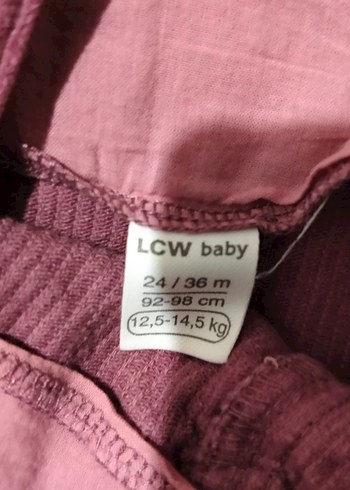 LCW baby
24 / 36 m
92-98 cm
12,5-14,5 kg